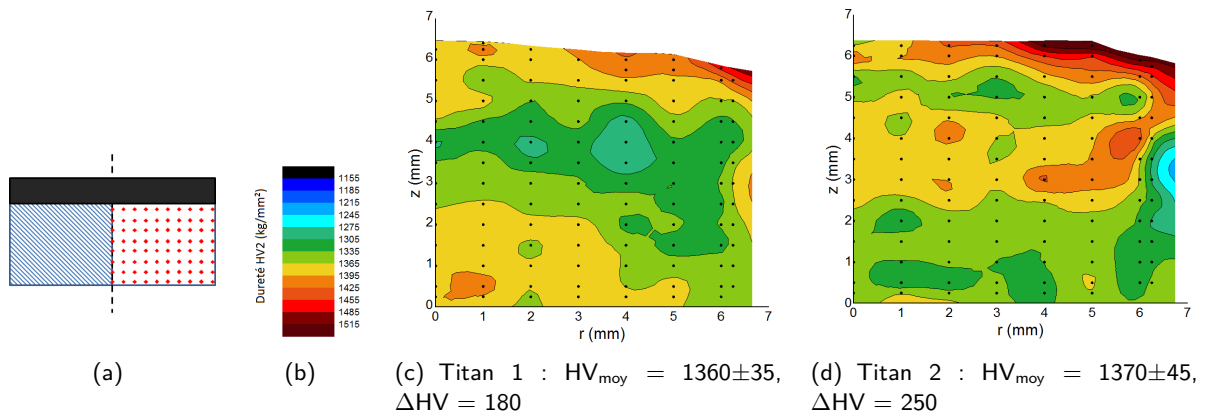 Dureté HV2 (kg/mm²)
1155
1185
1215
1245
1275
1305
1335
1365
1395
1425
1455
1485
1515
z (mm)
7
6
5
4
3
2
1
0
0 1 2 3 4 5 6 7
r (mm)
z (mm)
7
6
5
4
3
2
1
0
0 1 2 3 4 5 6 7
r (mm)
(a)
(b)
(c) Titan 1 : HVmoy = 1360±35,
ΔHV = 180
(d) Titan 2 : HVmoy = 1370±45,
ΔHV = 250